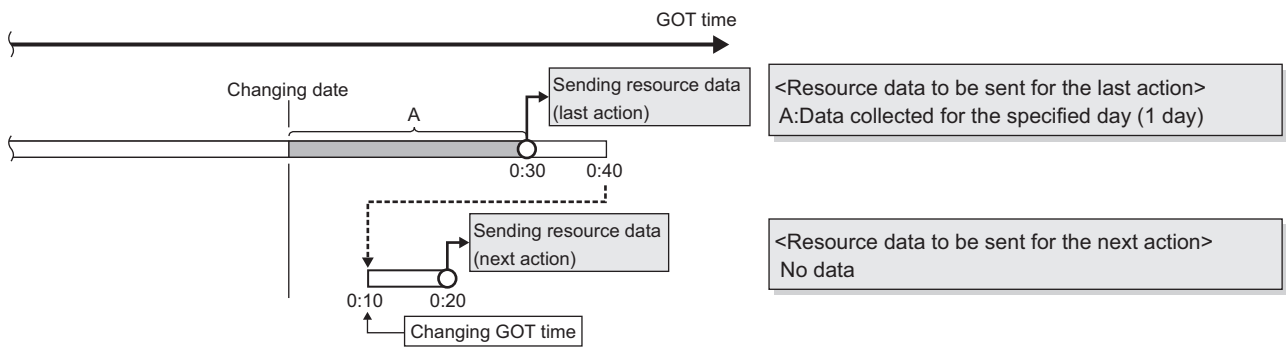 GOT time
Changing date
A
Sending resource data
(last action)
0:30
0:40
<Resource data to be sent for the last action>
A:Data collected for the specified day (1 day)
Sending resource data
(next action)
0:10
0:20
Changing GOT time
<Resource data to be sent for the next action>
No data